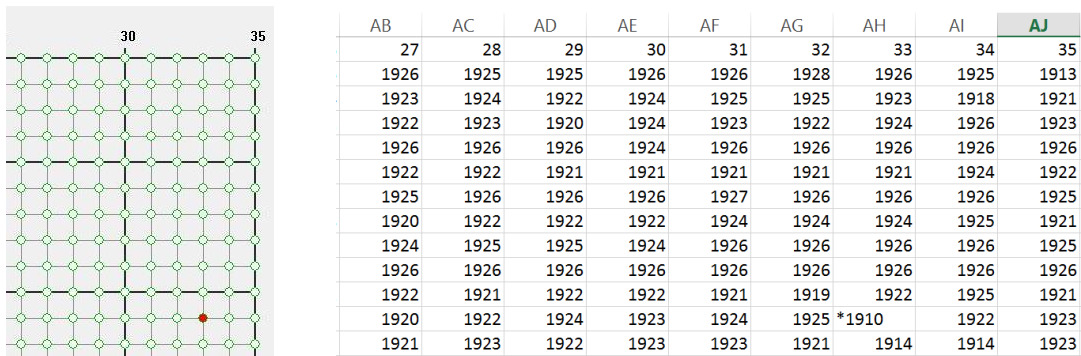 30 35
AB AC AD AE AF AG AH AI AJ
27 28 29 30 31 32 33 34 35
1926 1925 1925 1926 1926 1928 1926 1925 1913
1923 1924 1922 1924 1925 1925 1923 1918 1921
1922 1923 1920 1924 1923 1922 1924 1926 1923
1926 1926 1926 1924 1926 1926 1926 1926 1926
1922 1922 1921 1921 1921 1921 1921 1924 1922
1925 1926 1926 1926 1927 1926 1926 1926 1925
1920 1922 1922 1922 1924 1924 1924 1925 1921
1924 1925 1925 1924 1926 1926 1926 1926 1925
1926 1926 1926 1926 1926 1926 1926 1926 1926
1922 1921 1922 1922 1921 1919 1922 1925 1921
1920 1922 1924 1923 1924 1925 *1910 1922 1923
1921 1923 1922 1923 1923 1921 1914 1914 1923